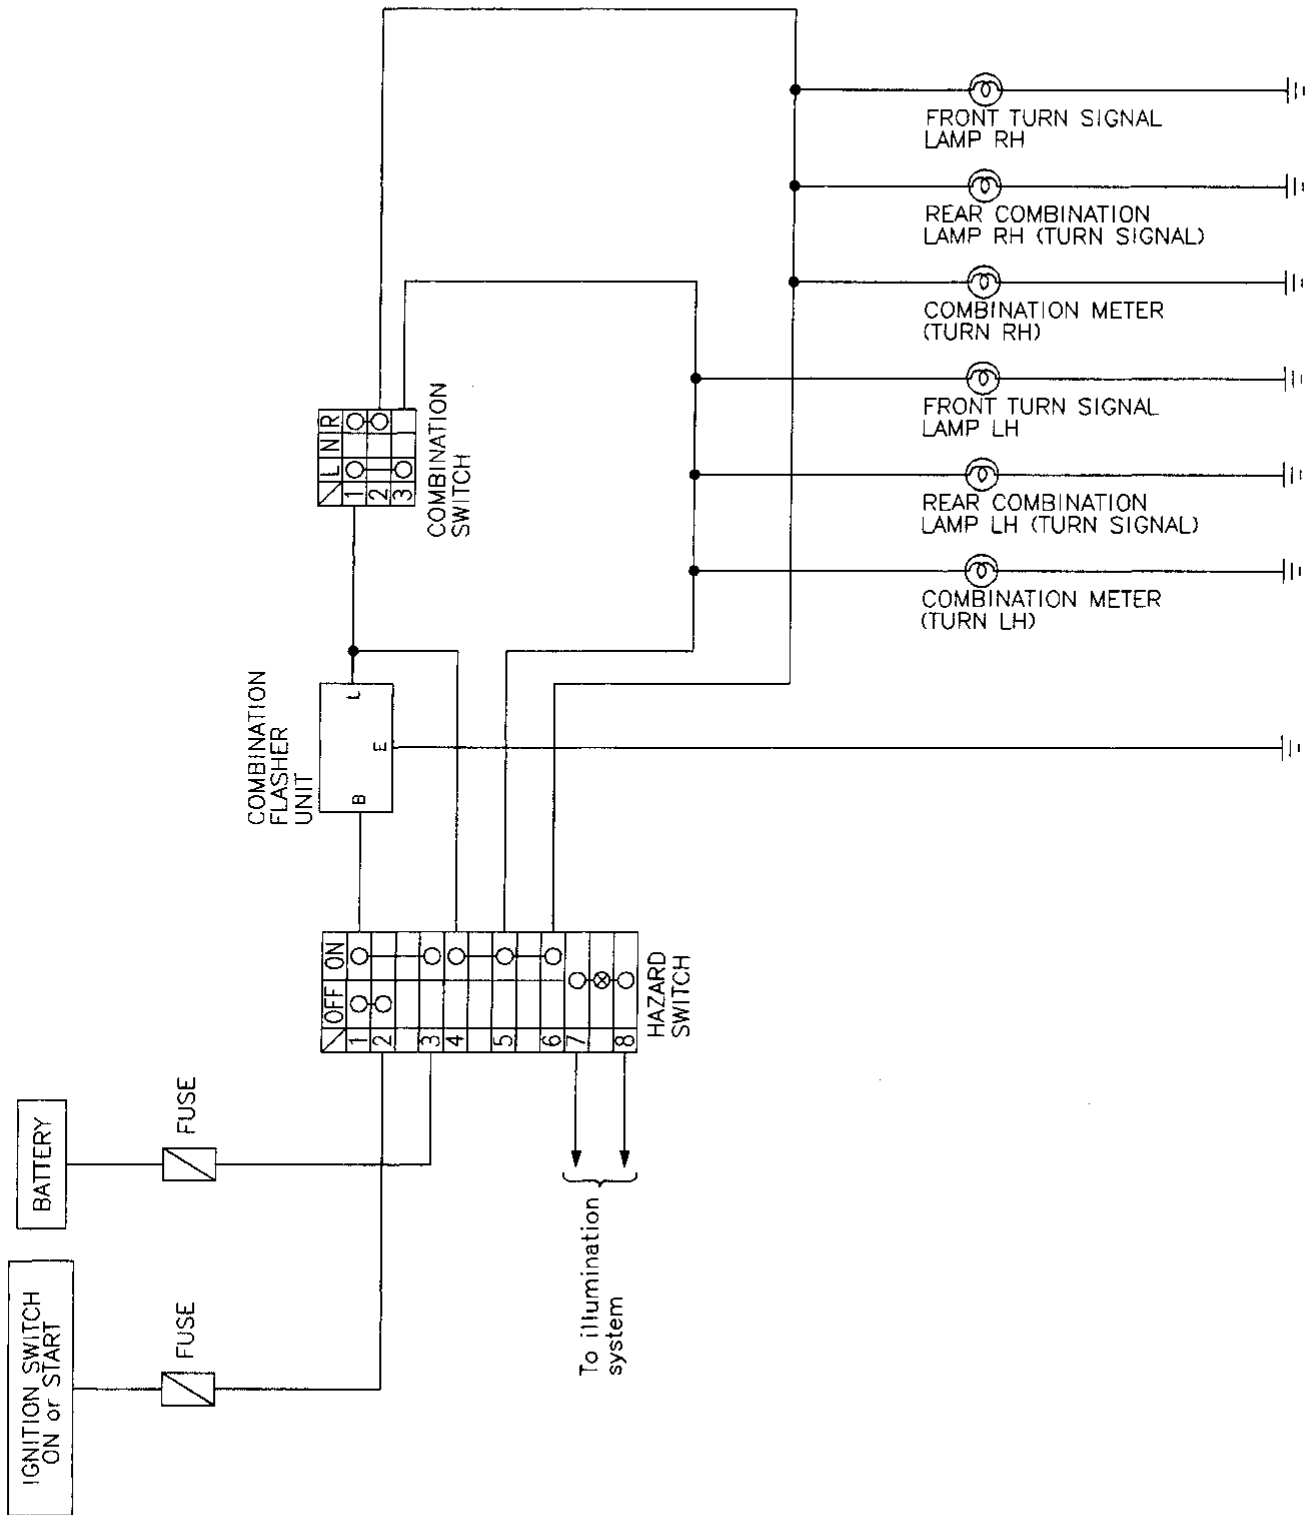 FRONT TURN SIGNAL
LAMP RH
REAR COMBINATION
LAMP RH (TURN SIGNAL)
COMBINATION METER
(TURN RH)
FRONT TURN SIGNAL
LAMP LH
REAR COMBINATION
LAMP LH (TURN SIGNAL)
COMBINATION METER
(TURN LH)
L N R
1
2
3
COMBINATION
SWITCH
COMBINATION
FLASHER
UNIT
B
E
L
OFF ON
1
2
3
4
5
6
7
8
HAZARD
SWITCH
BATTERY
FUSE
IGNITION SWITCH
ON or START
FUSE
To illumination
system